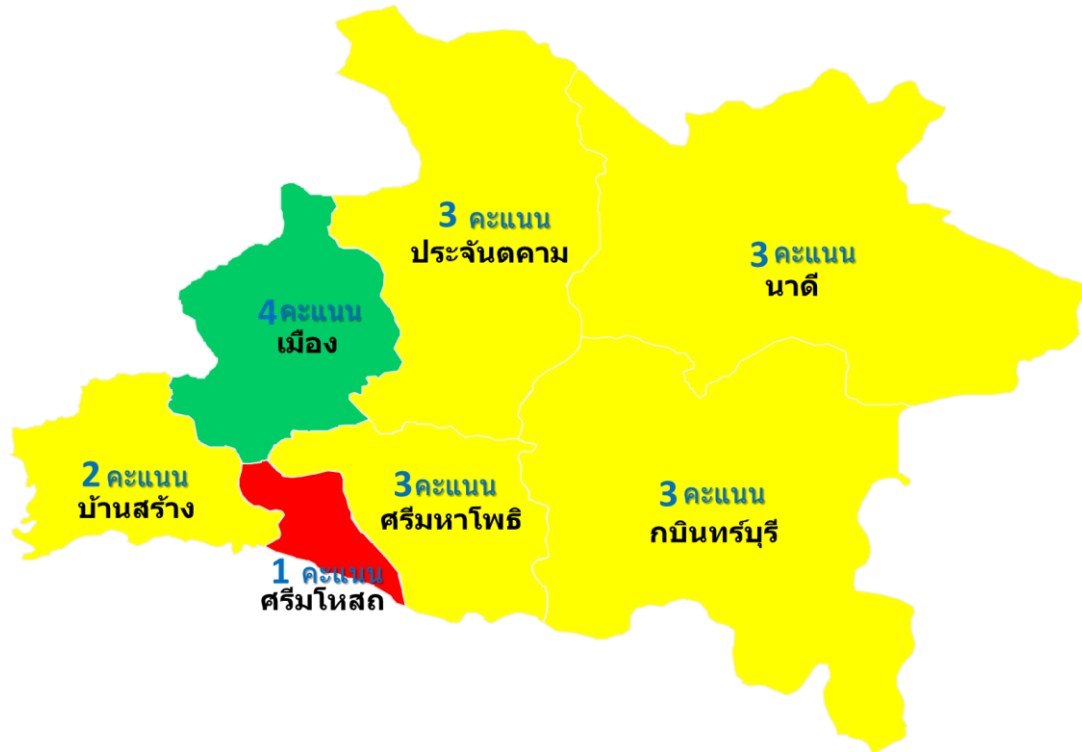 3 คะแนน
ประจันตคาม
3 คะแนน
นาดี
4 คะแนน
เมือง
2 คะแนน
บ้านสร้าง
3 คะแนน
ศรีมหาโพธิ
3 คะแนน
กบินทร์บุรี
1 คะแนน
ศรีมโหสถ